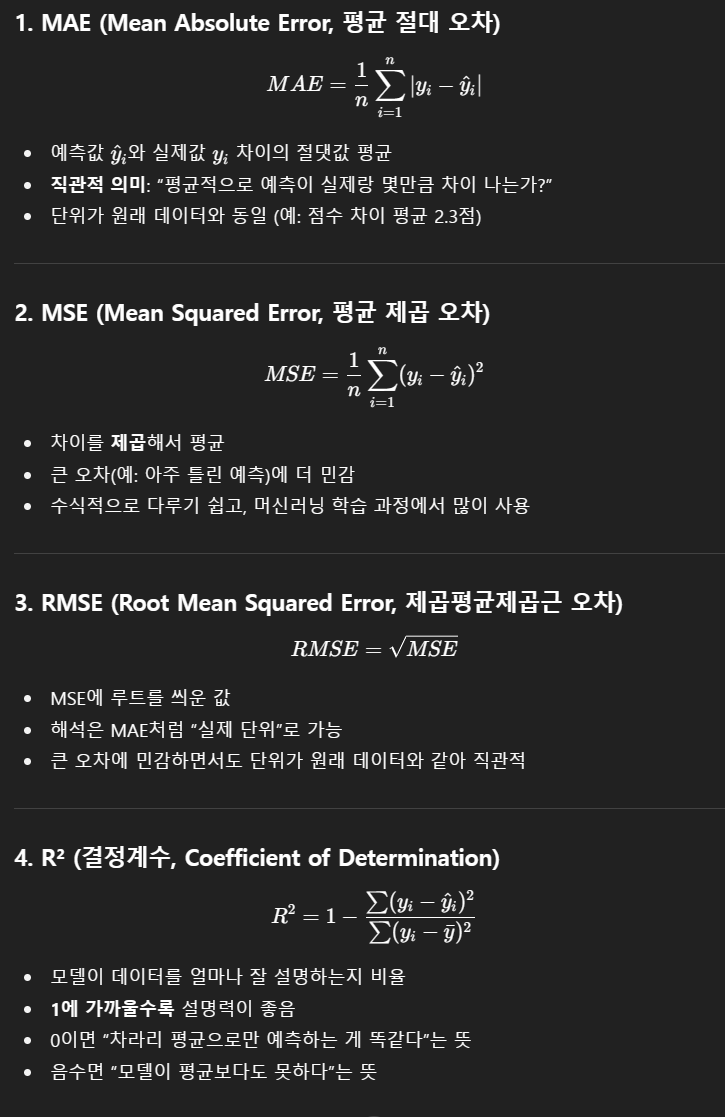 1. MAE (Mean Absolute Error, 평균 절대 오차)
MAE = \frac{1}{n} \sum_{i=1}^{n} |y_i - \hat{y}_i|
• 예측값 \hat{y}_i와 실제값 y_i 차이의 절댓값 평균
• 직관적 의미: “평균적으로 예측이 실제랑 몇만큼 차이 나는가?”
• 단위가 원래 데이터와 동일 (예: 점수 차이 평균 2.3점)
2. MSE (Mean Squared Error, 평균 제곱 오차)
MSE = \frac{1}{n} \sum_{i=1}^{n} (y_i - \hat{y}_i)^2
• 차이를 제곱해서 평균
• 큰 오차(예: 아주 틀린 예측)에 더 민감
• 수식적으로 다루기 쉽고, 머신러닝 학습 과정에서 많이 사용
3. RMSE (Root Mean Squared Error, 제곱평균제곱근 오차)
RMSE = \sqrt{MSE}
• MSE에 루트를 씌운 값
• 해석은 MAE처럼 “실제 단위”로 가능
• 큰 오차에 민감하면서도 단위가 원래 데이터와 같아 직관적
4. R² (결정계수, Coefficient of Determination)
R^2 = 1 - \frac{\sum (y_i - \hat{y}_i)^2}{\sum (y_i - \bar{y})^2}
• 모델이 데이터를 얼마나 잘 설명하는지 비율
• 1에 가까울수록 설명력이 좋음
• 0이면 “차라리 평균으로만 예측하는 게 똑같다”는 뜻
• 음수면 “모델이 평균보다도 못하다”는 뜻